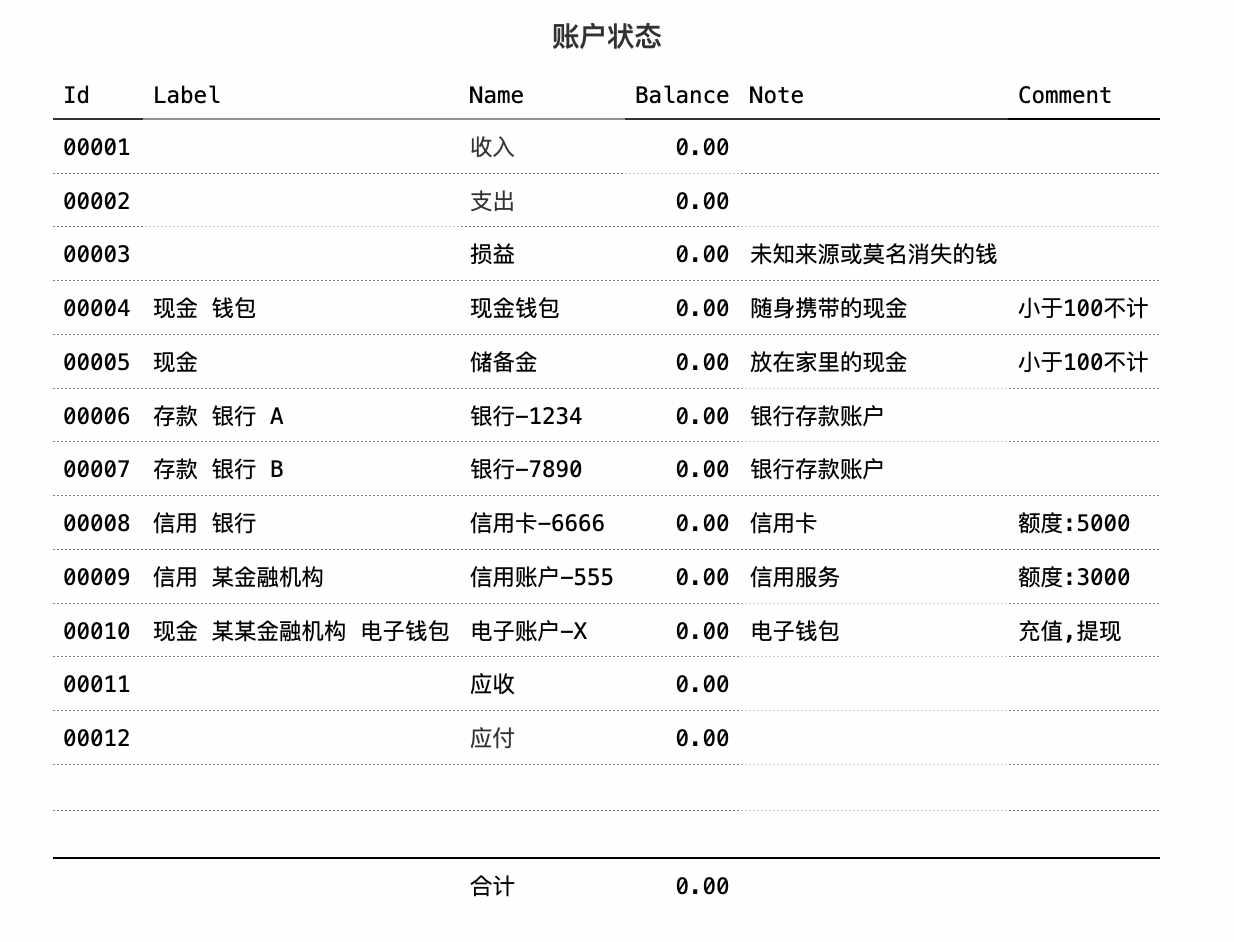 账户状态
Id Label Name Balance Note Comment
00001 收入 0.00
00002 支出 0.00
00003 损益 0.00 未知来源或莫名消失的钱
00004 现金 钱包 现金钱包 0.00 随身携带的现金 小于100不计
00005 现金 储备金 0.00 放在家里的现金 小于100不计
00006 存款 银行 A 银行-1234 0.00 银行存款账户
00007 存款 银行 B 银行-7890 0.00 银行存款账户
00008 信用 银行 信用卡-6666 0.00 信用卡 额度:5000
00009 信用 某金融机构 信用账户-555 0.00 信用服务 额度:3000
00010 现金 某某金融机构 电子钱包 电子账户-X 0.00 电子钱包 充值,提现
00011 应收 0.00
00012 应付 0.00
合计 0.00